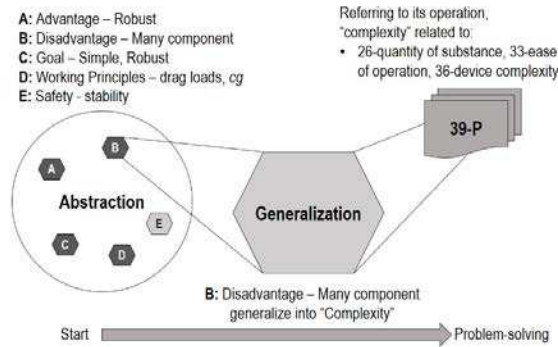 A: Advantage – Robust
B: Disadvantage – Many component
C: Goal – Simple, Robust
D: Working Principles – drag loads, cg
E: Safety - stability
Referring to its operation,
“complexity” related to:
• 26-quantity of substance, 33-ease
of operation, 36-device complexity
39-P
B
A
Abstraction
E
C
D
Generalization
B: Disadvantage – Many component
generalize into “Complexity”
Start
Problem-solving